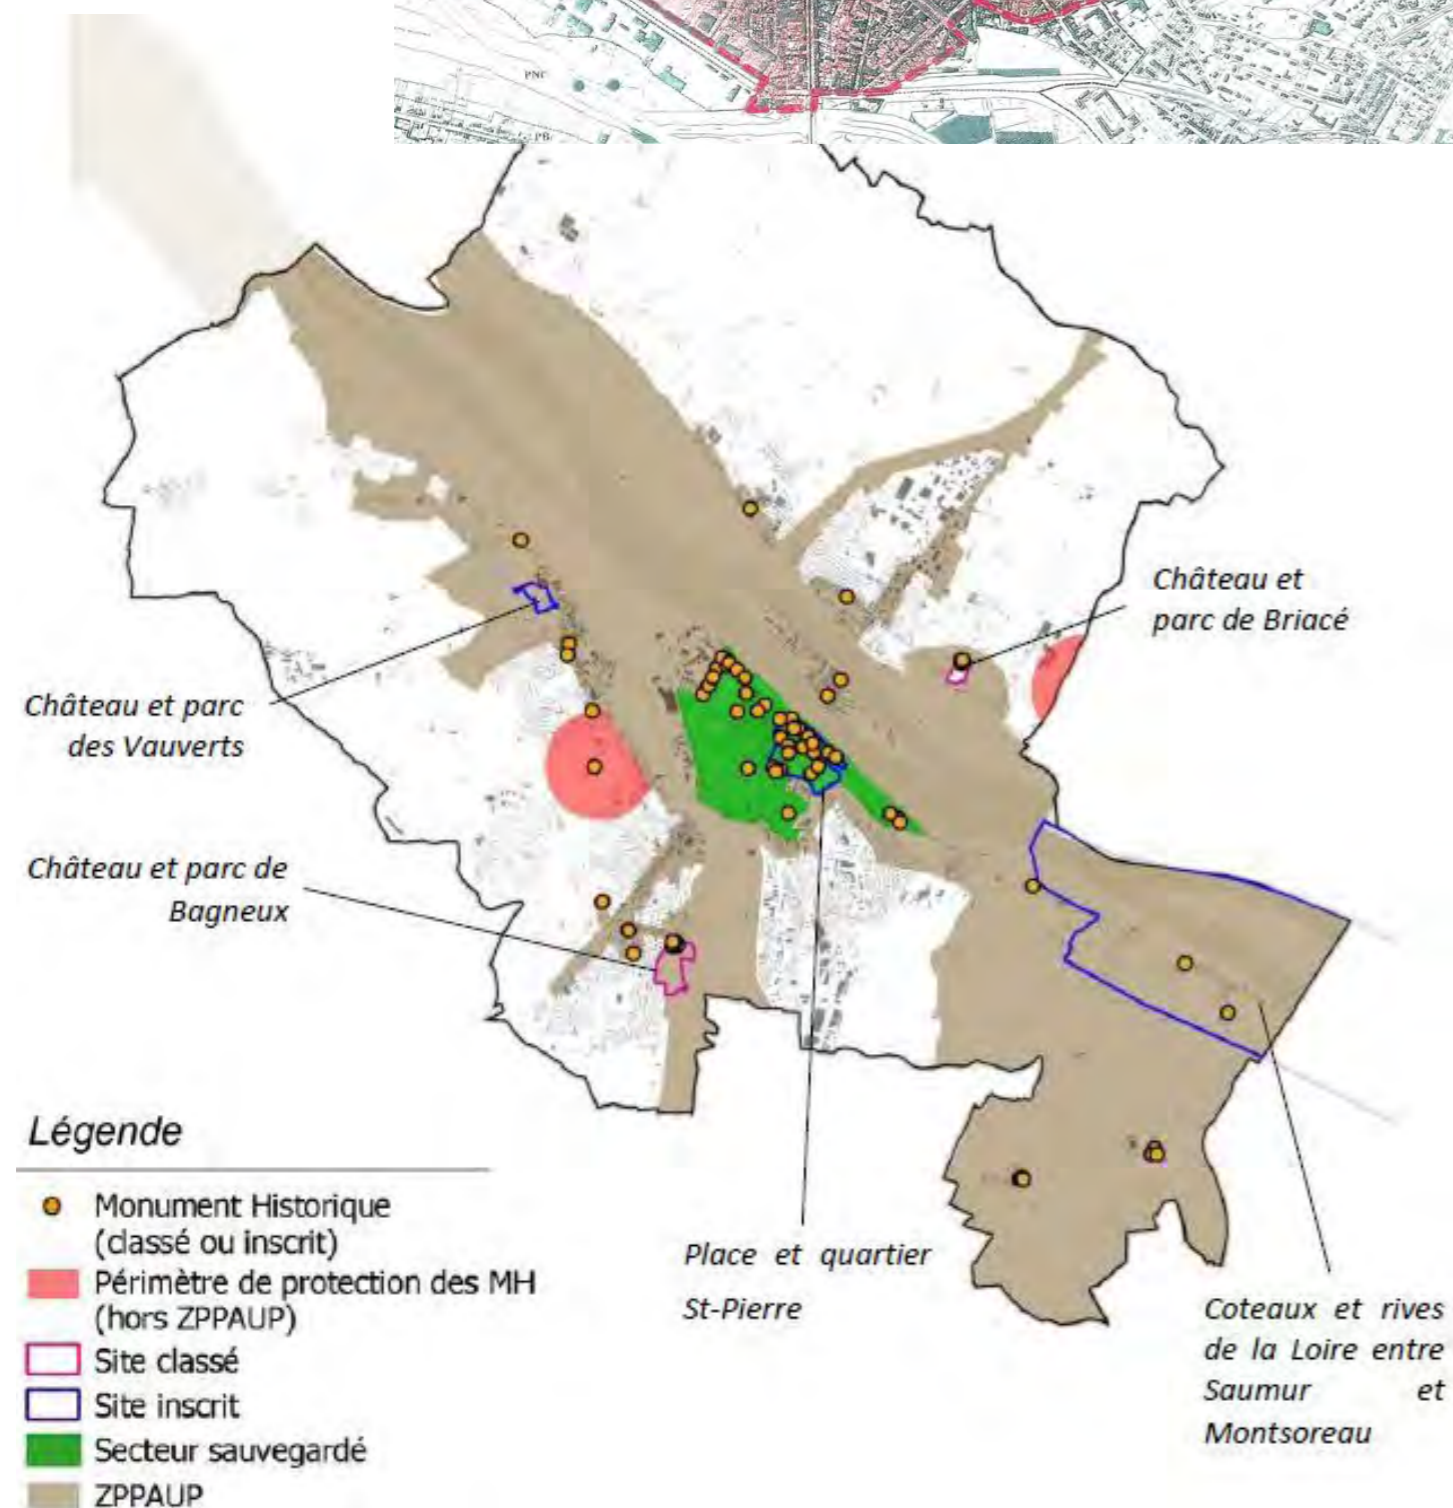 PNC
PB
Château et
parc de Briacé
Château et parc
des Vauverts
Château et parc de
Bagneux
Légende
Monument Historique
(classé ou inscrit)
Périmètre de protection des MH
(hors ZPPAUP)
Site classé
Site inscrit
Secteur sauvegardé
ZPPAUP
Place et quartier
St-Pierre
Coteaux et rives
de la Loire entre
Saumur et
Montsoreau